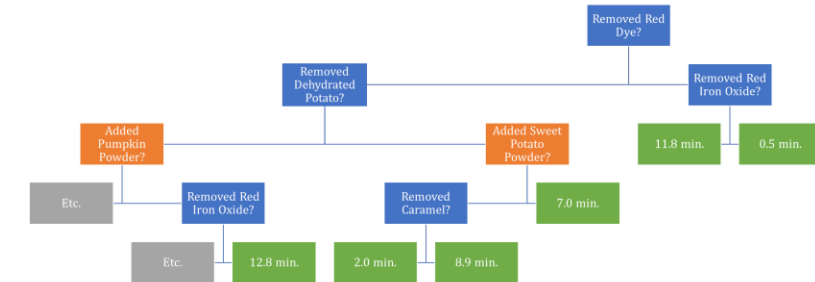 Removed Red
Dye?
Removed
Dehydrated
Potato?
Removed Red
Iron Oxide?
Added
Pumpkin
Powder?
Added Sweet
Potato
Powder?
11.8 min.
0.5 min.
Etc.
Removed Red
Iron Oxide?
Removed
Caramel?
7.0 min.
Etc.
12.8 min.
2.0 min.
8.9 min.